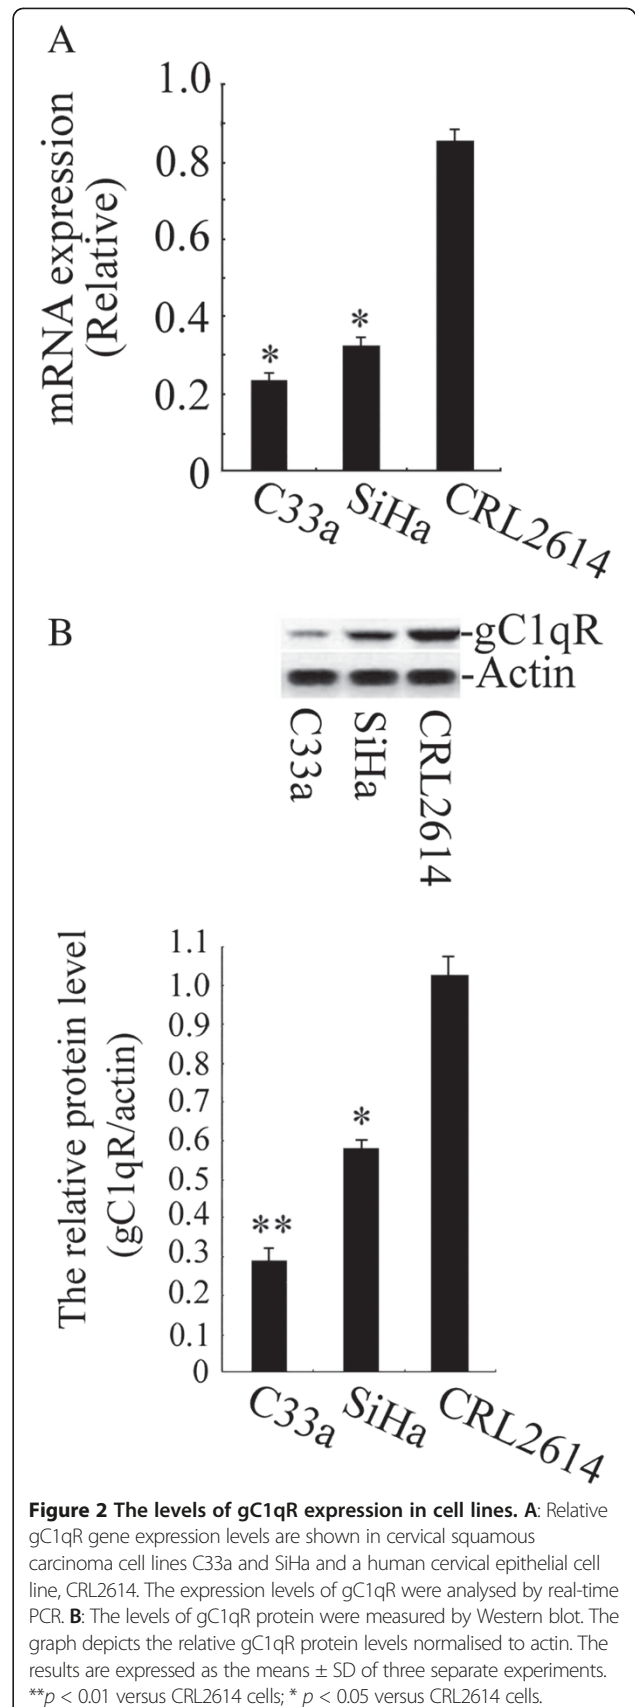 A
mRNA expression
(Relative)
1.0
0.8
0.6
0.4
0.2
0
*
*
C33a
SiHa
CRL2614
B
-gC1qR
-Actin
C33a
SiHa
CRL2614
The relative protein level
(gC1qR/actin)
1.1
1.0
0.9
0.8
0.7
0.6
0.5
0.4
0.3
0.2
0.1
0
**
*
C33a
SiHa
CRL2614
Figure 2 The levels of gC1qR expression in cell lines. A: Relative
gC1qR gene expression levels are shown in cervical squamous
carcinoma cell lines C33a and SiHa and a human cervical epithelial cell
line, CRL2614. The expression levels of gC1qR were analysed by real-time
PCR. B: The levels of gC1qR protein were measured by Western blot. The
graph depicts the relative gC1qR protein levels normalised to actin. The
results are expressed as the means ± SD of three separate experiments.
**p < 0.01 versus CRL2614 cells; * p < 0.05 versus CRL2614 cells.